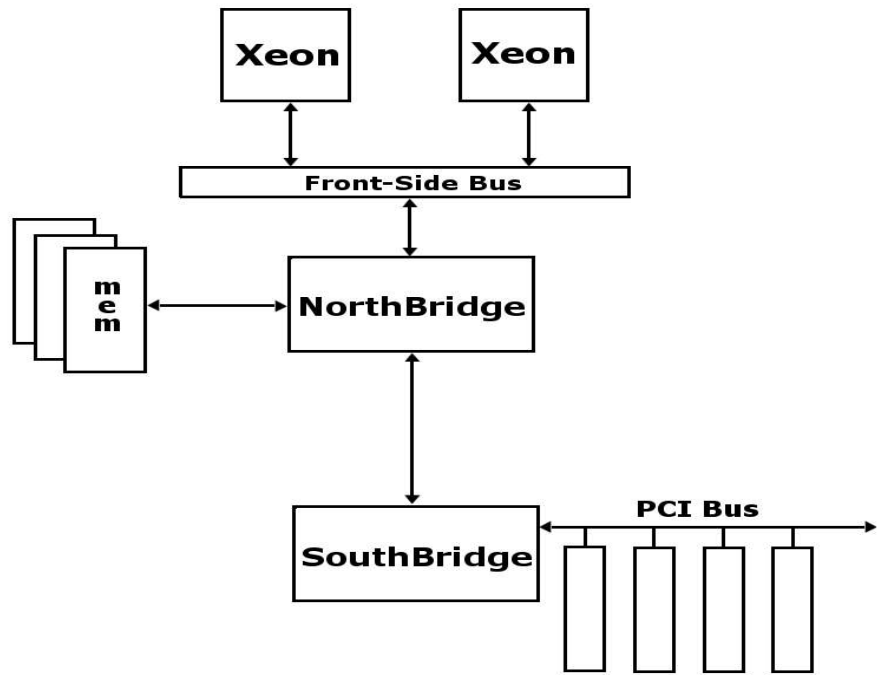 Xeon
Xeon
Front-Side Bus
m
e
m
NorthBridge
PCI Bus
SouthBridge